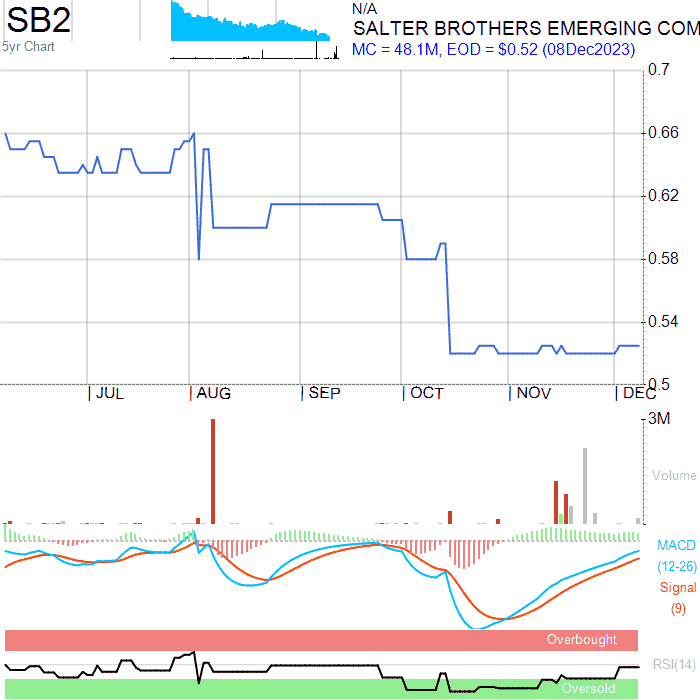 SB2
5yr Chart
N/A
SALTER BROTHERS EMERGING COM
MC = 48.1M, EOD = $0.52 (08Dec2023)
0.7
0.66
0.62
0.58
0.54
0.5
JUL AUG SEP OCT NOV DEC
3M
Volume
MACD
(12-26)
Signal
(9)
Overbought
RSI(14)
Oversold